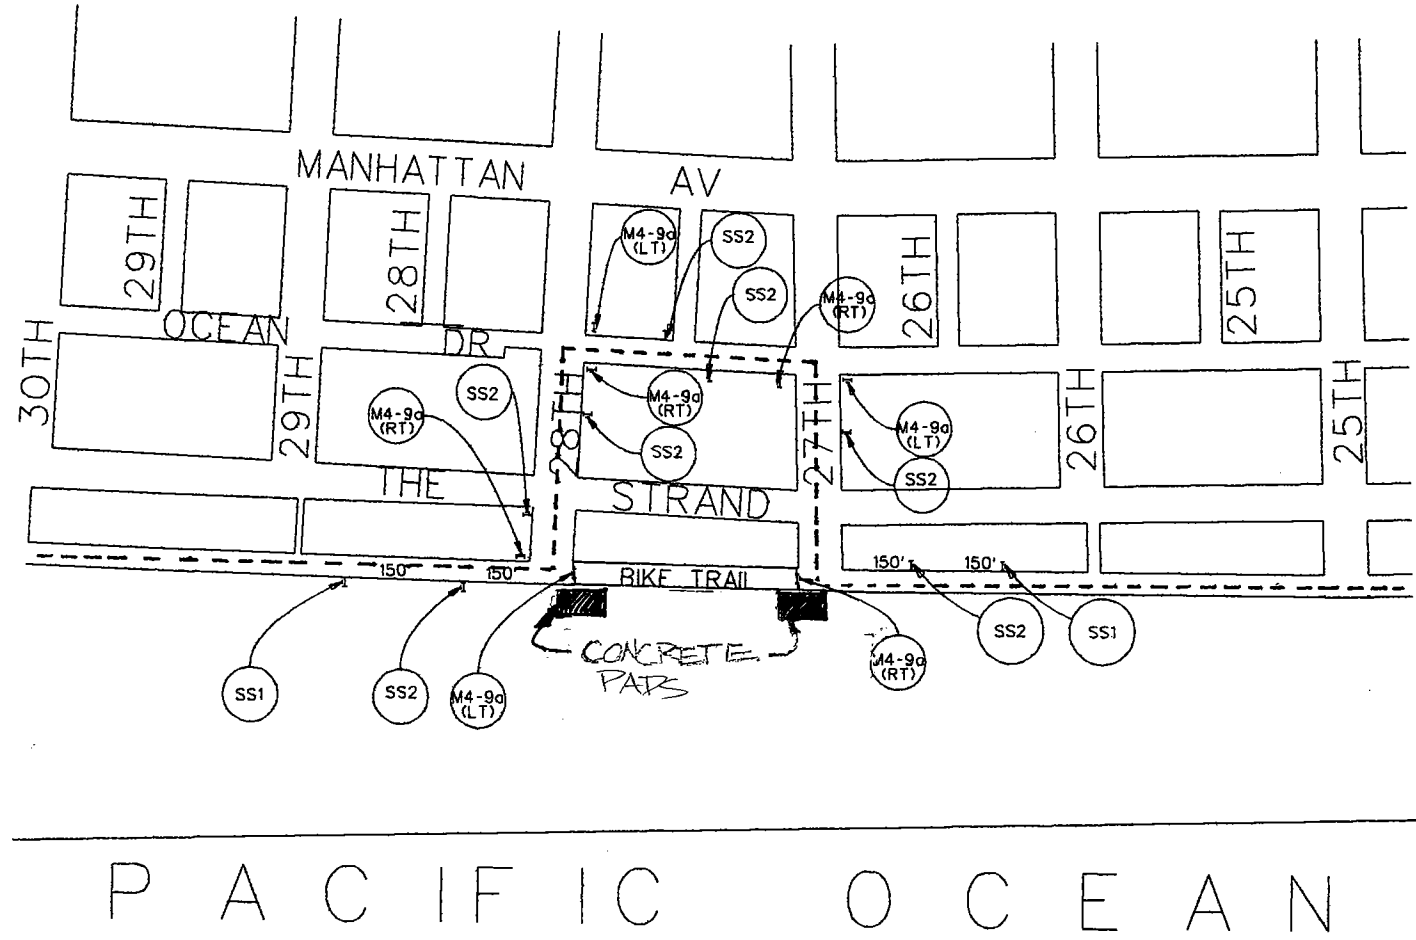 MANHATTAN AV
29TH
28TH
M4-9a
(LT)
SS2
SS2
M4-9a
(RT)
26TH
25TH
OCEAN DR
30TH
29TH
M4-9a
(RT)
SS2
28TH
M4-9a
(RT)
SS2
27TH
M4-9a
(LT)
SS2
26TH
25TH
THE STRAND
150'
150'
BIKE TRAIL
150'
150'
SS1
SS2
M4-9a
(LT)
CONCRETE
PADS
M4-9a
(RT)
SS2
SS1
PACIFIC OCEAN